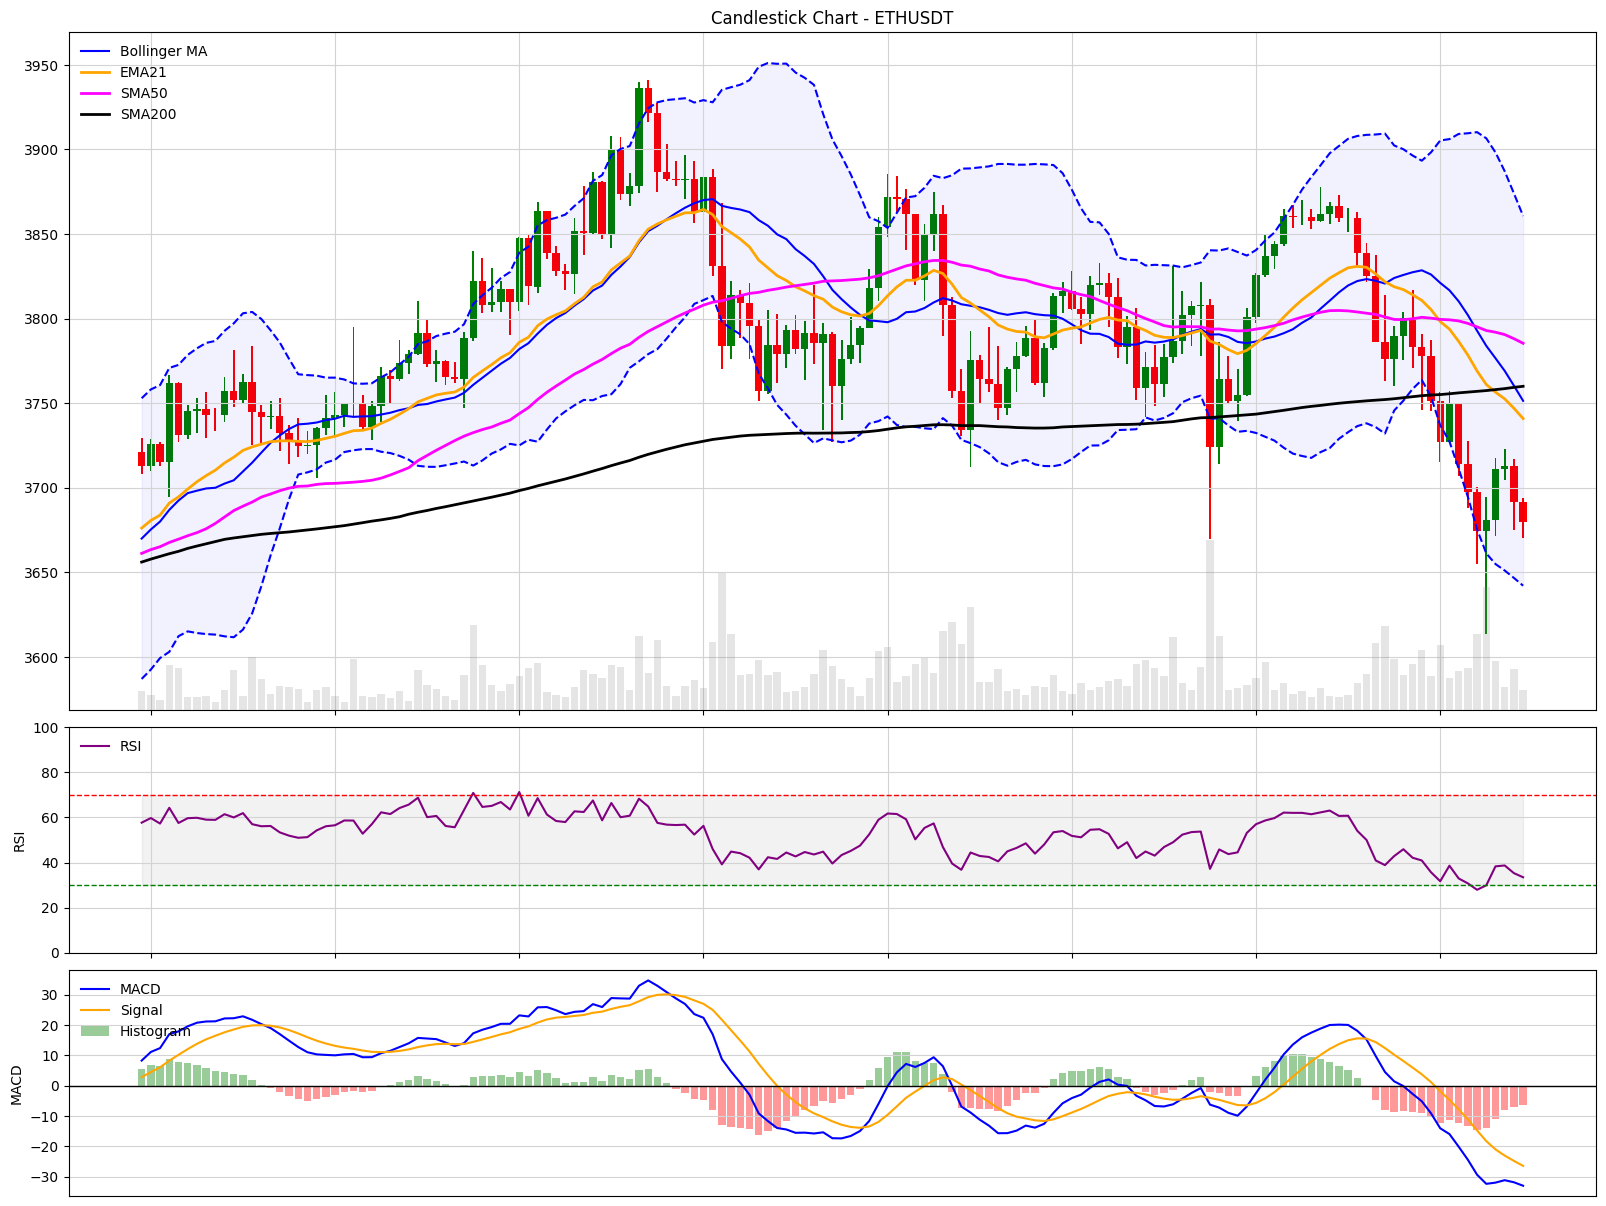 Candlestick Chart - ETHUSDT
Bollinger MA
EMA21
SMA50
SMA200
3950
3900
3850
3800
3750
3700
3650
3600
RSI
100
80
60
40
20
0
RSI
MACD
Signal
Histogram
30
20
10
0
−10
−20
−30
MACD